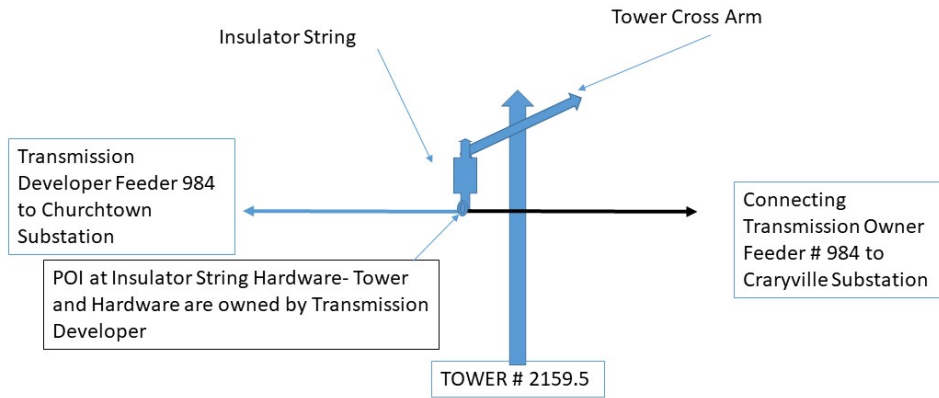 Tower Cross Arm
Insulator String
Transmission
Developer Feeder 984
to Churchtown
Substation
Connecting
Transmission Owner
Feeder # 984 to
Craryville Substation
POI at Insulator String Hardware- Tower
and Hardware are owned by Transmission
Developer
TOWER # 2159.5